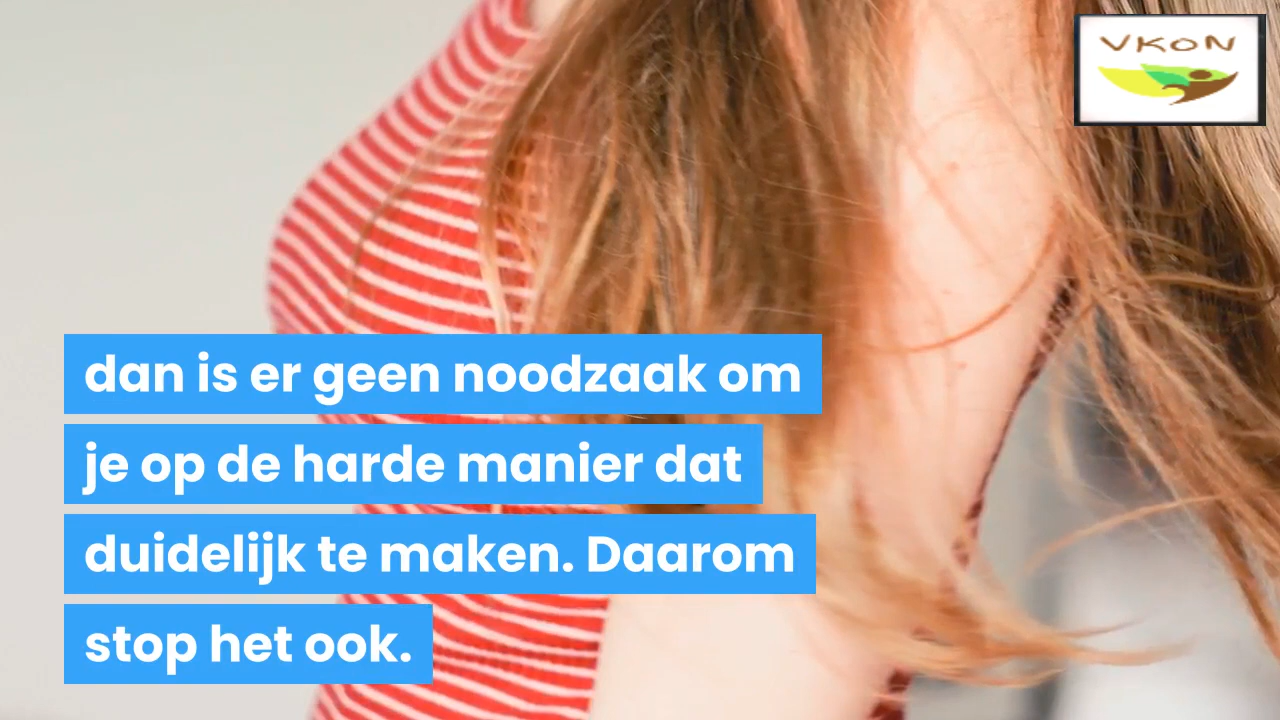 VKON
dan is er geen noodzaak om
je op de harde manier dat
duidelijk te maken. Daarom
stop het ook.